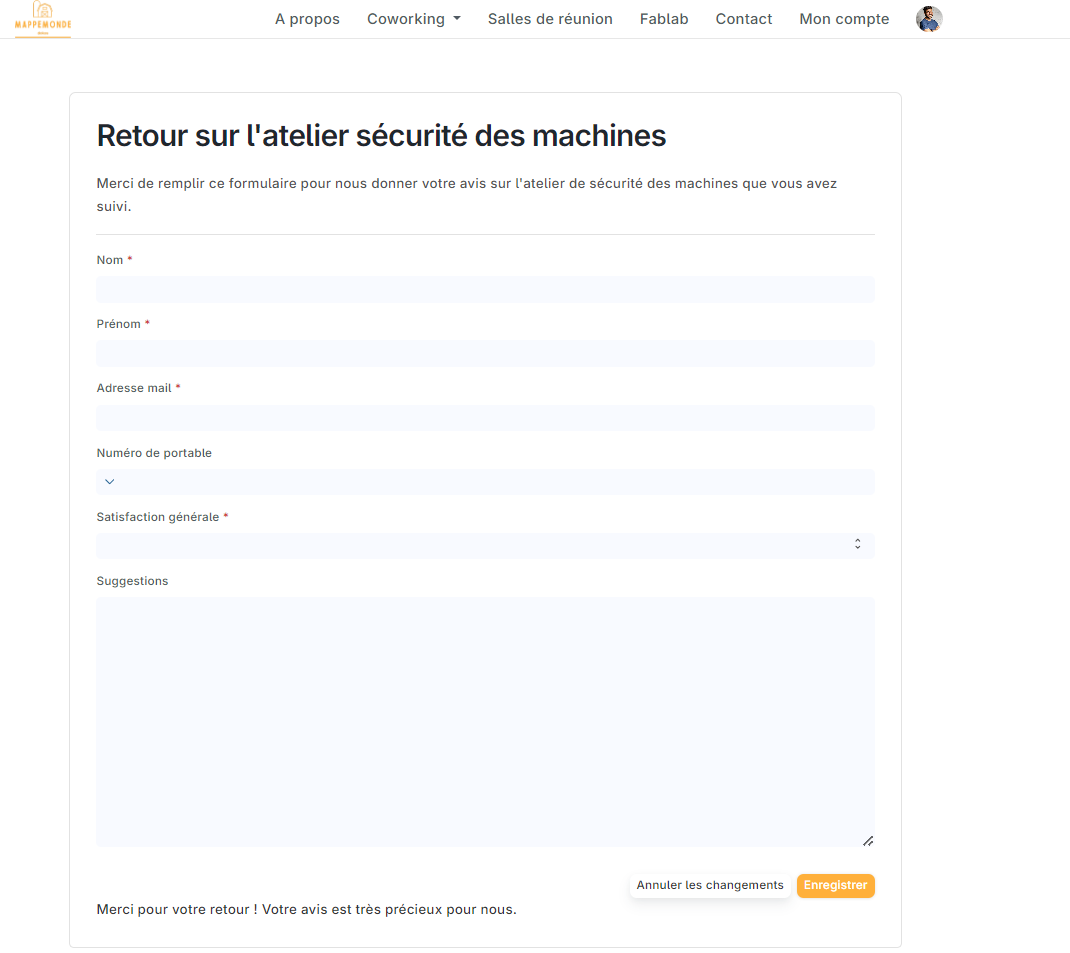 MAPPEMONDE
A propos Coworking Salles de réunion Fablab Contact Mon compte
Retour sur l'atelier sécurité des machines
Merci de remplir ce formulaire pour nous donner votre avis sur l'atelier de sécurité des machines que vous avez
suivi.
Nom *
Prénom *
Adresse mail *
Numéro de portable
Satisfaction générale *
Suggestions
Annuler les changements Enregistrer
Merci pour votre retour ! Votre avis est très précieux pour nous.